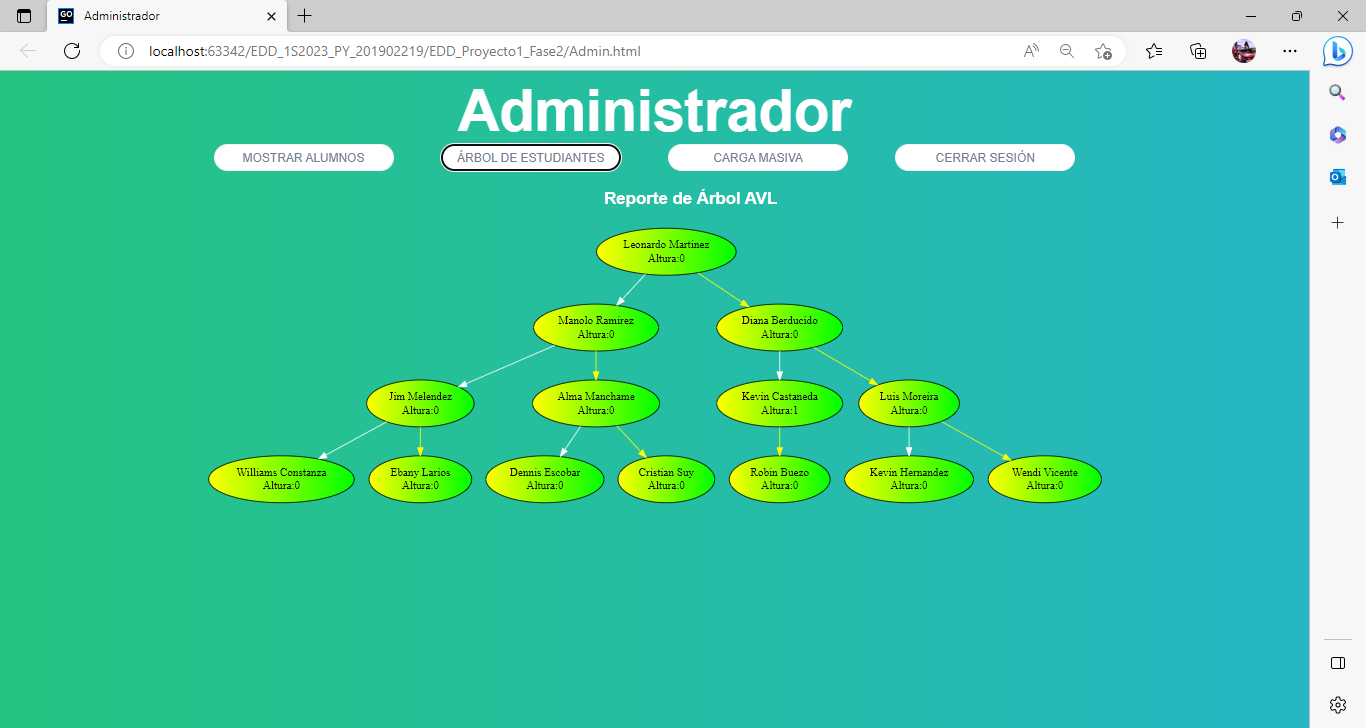 GO
Administrador
localhost:63342/EDD_1S2023_PY_201902219/EDD_Proyecto1_Fase2/Admin.html
Administrador
MOSTRAR ALUMNOS
ÁRBOL DE ESTUDIANTES
CARGA MASIVA
CERRAR SESIÓN
Reporte de Árbol AVL
Leonardo Martinez
Altura:0
Manolo Ramirez
Altura:0
Diana Berducido
Altura:0
Jim Melendez
Altura:0
Alma Manchame
Altura:0
Kevin Castaneda
Altura:1
Luis Moreira
Altura:0
Williams Constanza
Altura:0
Ebany Larios
Altura:0
Dennis Escobar
Altura:0
Cristian Suy
Altura:0
Robin Buezo
Altura:0
Kevin Hernandez
Altura:0
Wendi Vicente
Altura:0